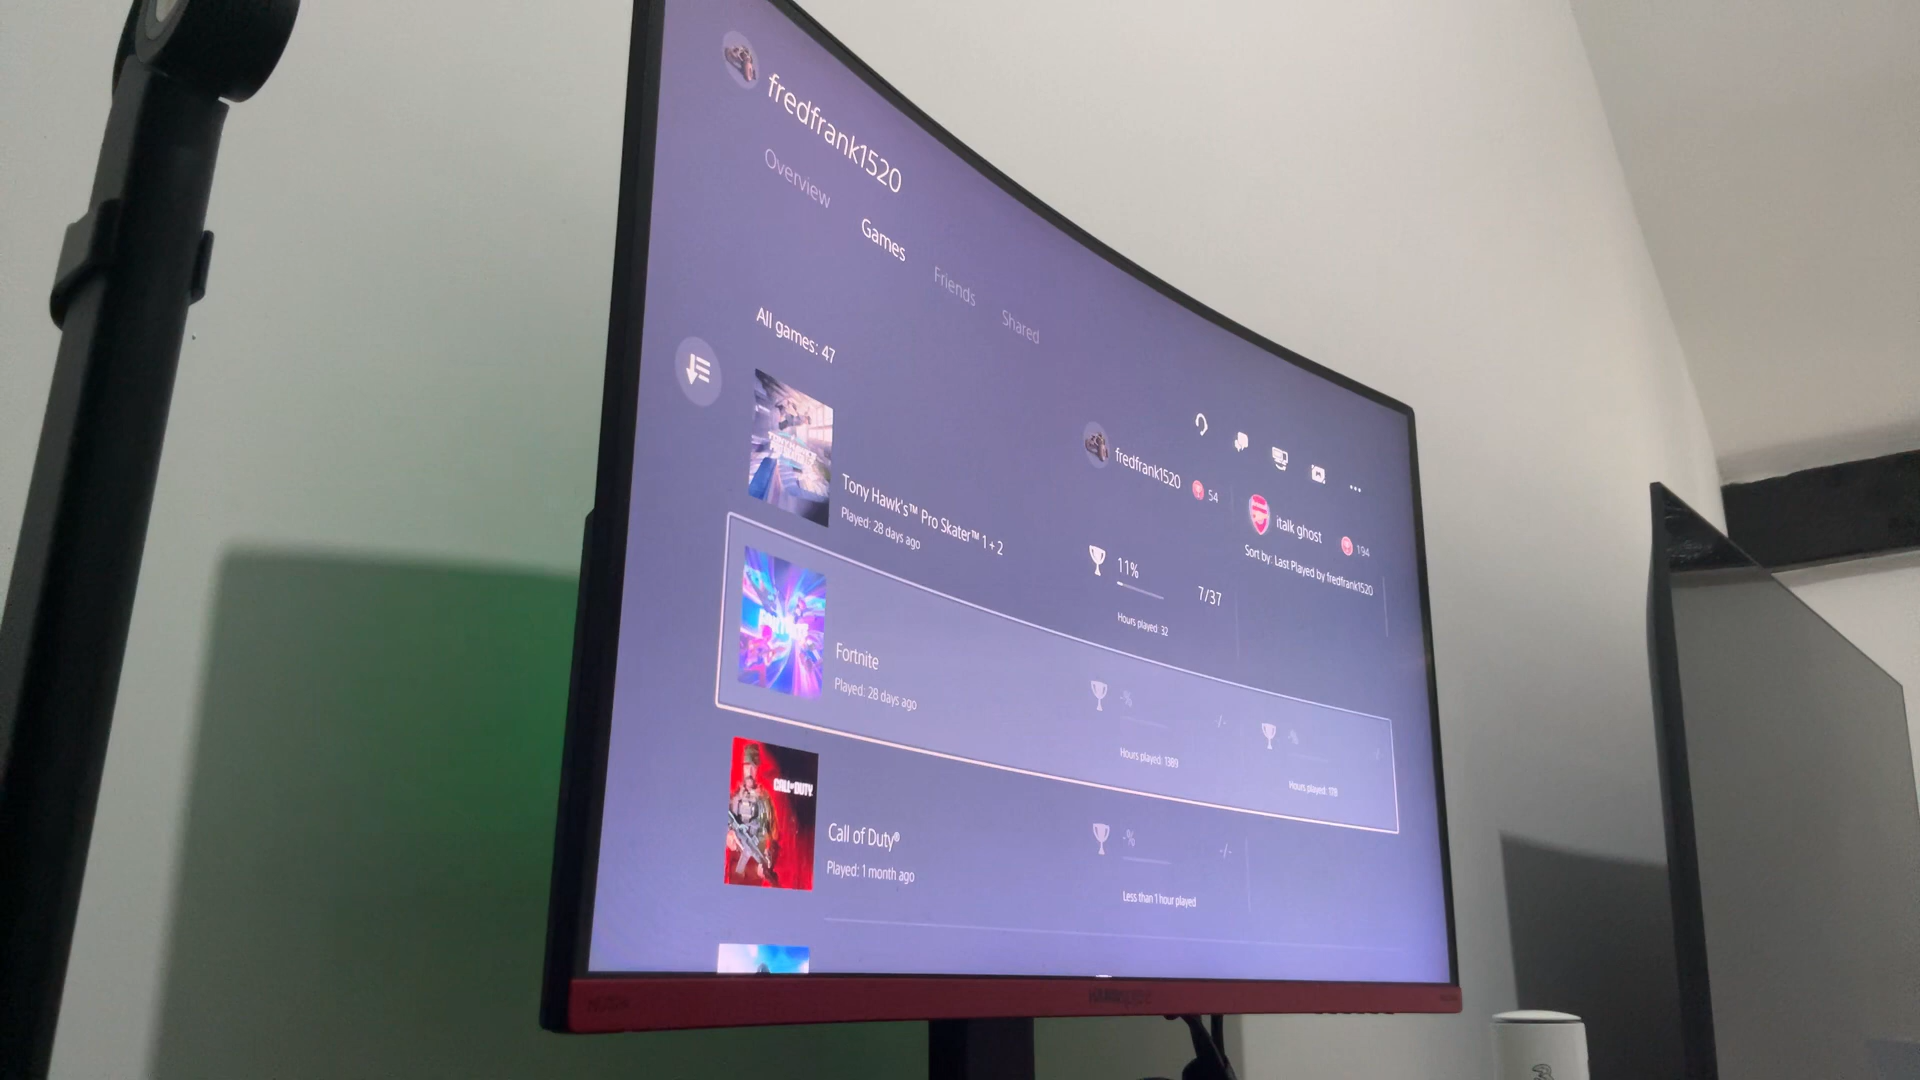 fredfrank1520
Overview
Games
Friends
Shared
All games: 47
fredfrank1520
54
italk ghost
194
Sort by: Last Played by fredfrank1520
Tony Hawk's™ Pro Skater™ 1 + 2
Played: 28 days ago
11%
7/37
Hours played: 32
Fortnite
Played: 28 days ago
-%
-/-
Hours played: 1389
-%
Hours played: 178
CALL OF DUTY
Call of Duty®
Played: 1 month ago
-%
-/-
Less than 1 hour played